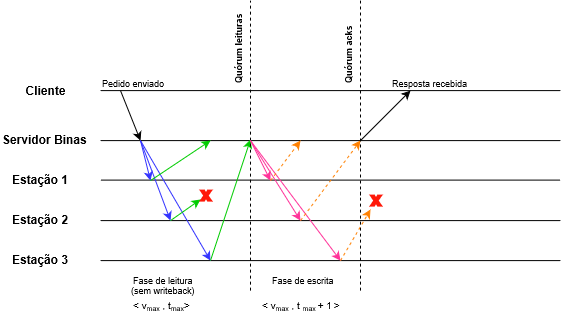 Quórum leituras
Quórum acks
Pedido enviado
Resposta recebida
Cliente
Servidor Binas
Estação 1
X
Estação 2
X
Estação 3
Fase de leitura
(sem writeback)
< vmax , tmax>
Fase de escrita
< vmax , t max + 1 >